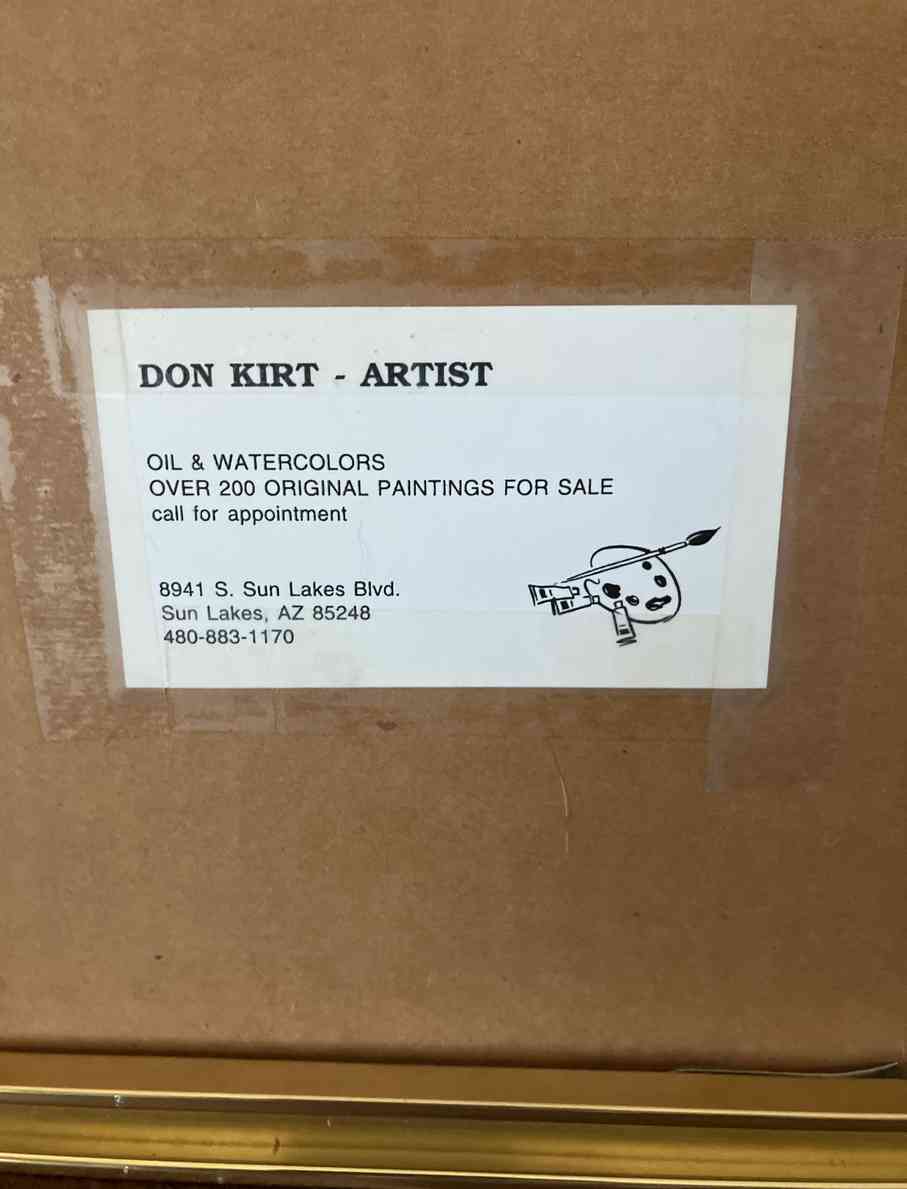 DON KIRT - ARTIST
OIL & WATERCOLORS
OVER 200 ORIGINAL PAINTINGS FOR SALE
call for appointment
8941 S. Sun Lakes Blvd.
Sun Lakes, AZ 85248
480-883-1170